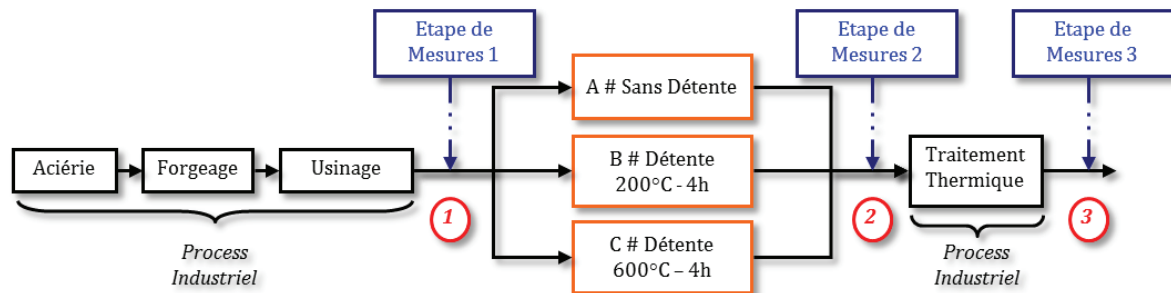 Etape de
Mesures 1
Etape de
Mesures 2
Etape de
Mesures 3
A # Sans Détente
Aciérie
Forgeage
Usinage
B # Détente
200°C - 4h
Traitement
Thermique
1
2
3
C # Détente
600°C – 4h
Process
Industriel
Process
Industriel